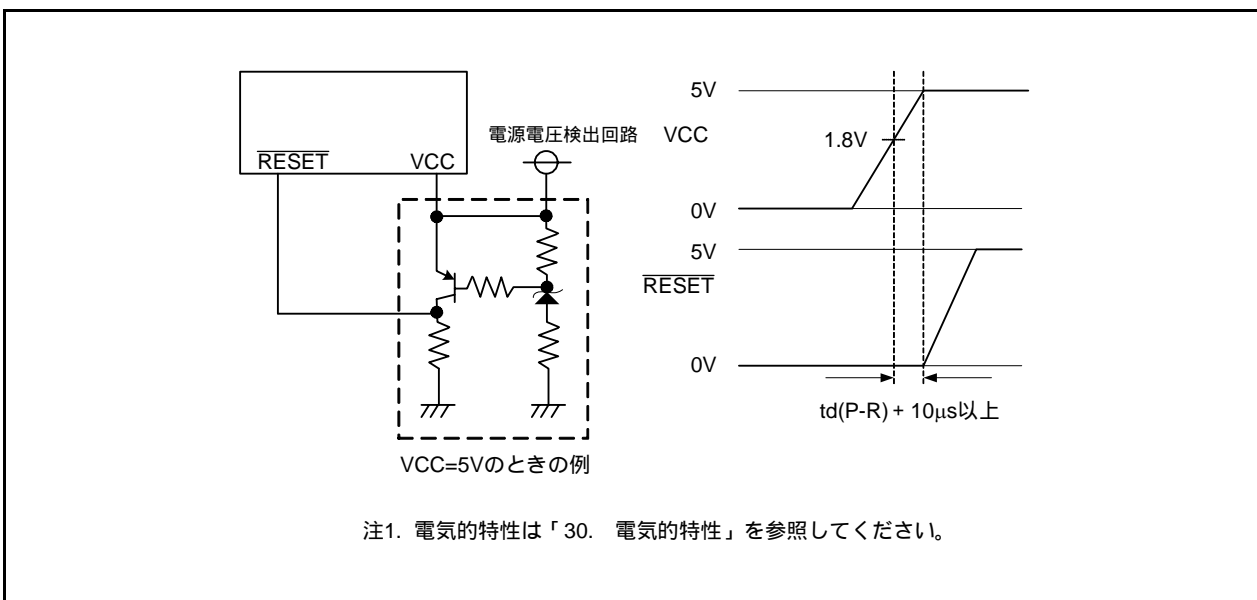 RESET VCC
電源電圧検出回路
VCC=5Vのときの例
5V
VCC 1.8V
0V
5V
RESET
0V
td(P-R) + 10μs以上
注1. 電気的特性は「30. 電気的特性」を参照してください。